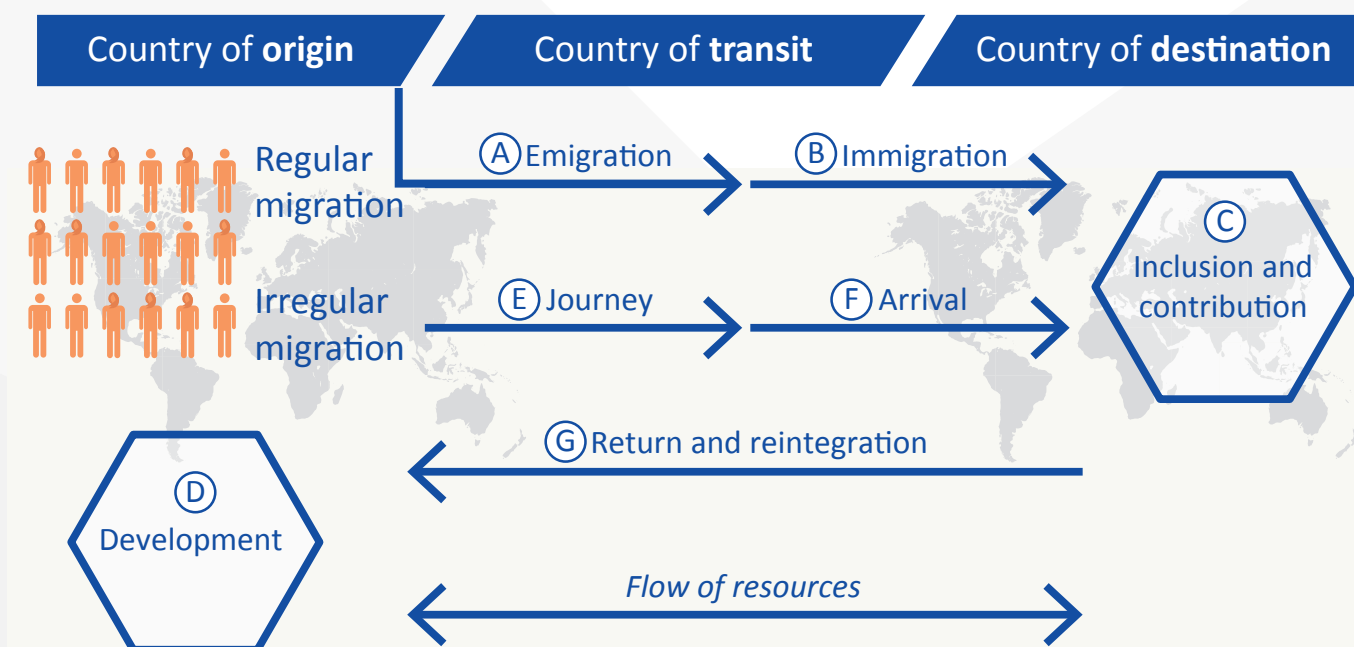 Country of origin
Country of transit
Country of destination
Regular
migration
A Emigration
B Immigration
C
Inclusion and
contribution
Irregular
migration
E Journey
F Arrival
G Return and reintegration
D
Development
Flow of resources